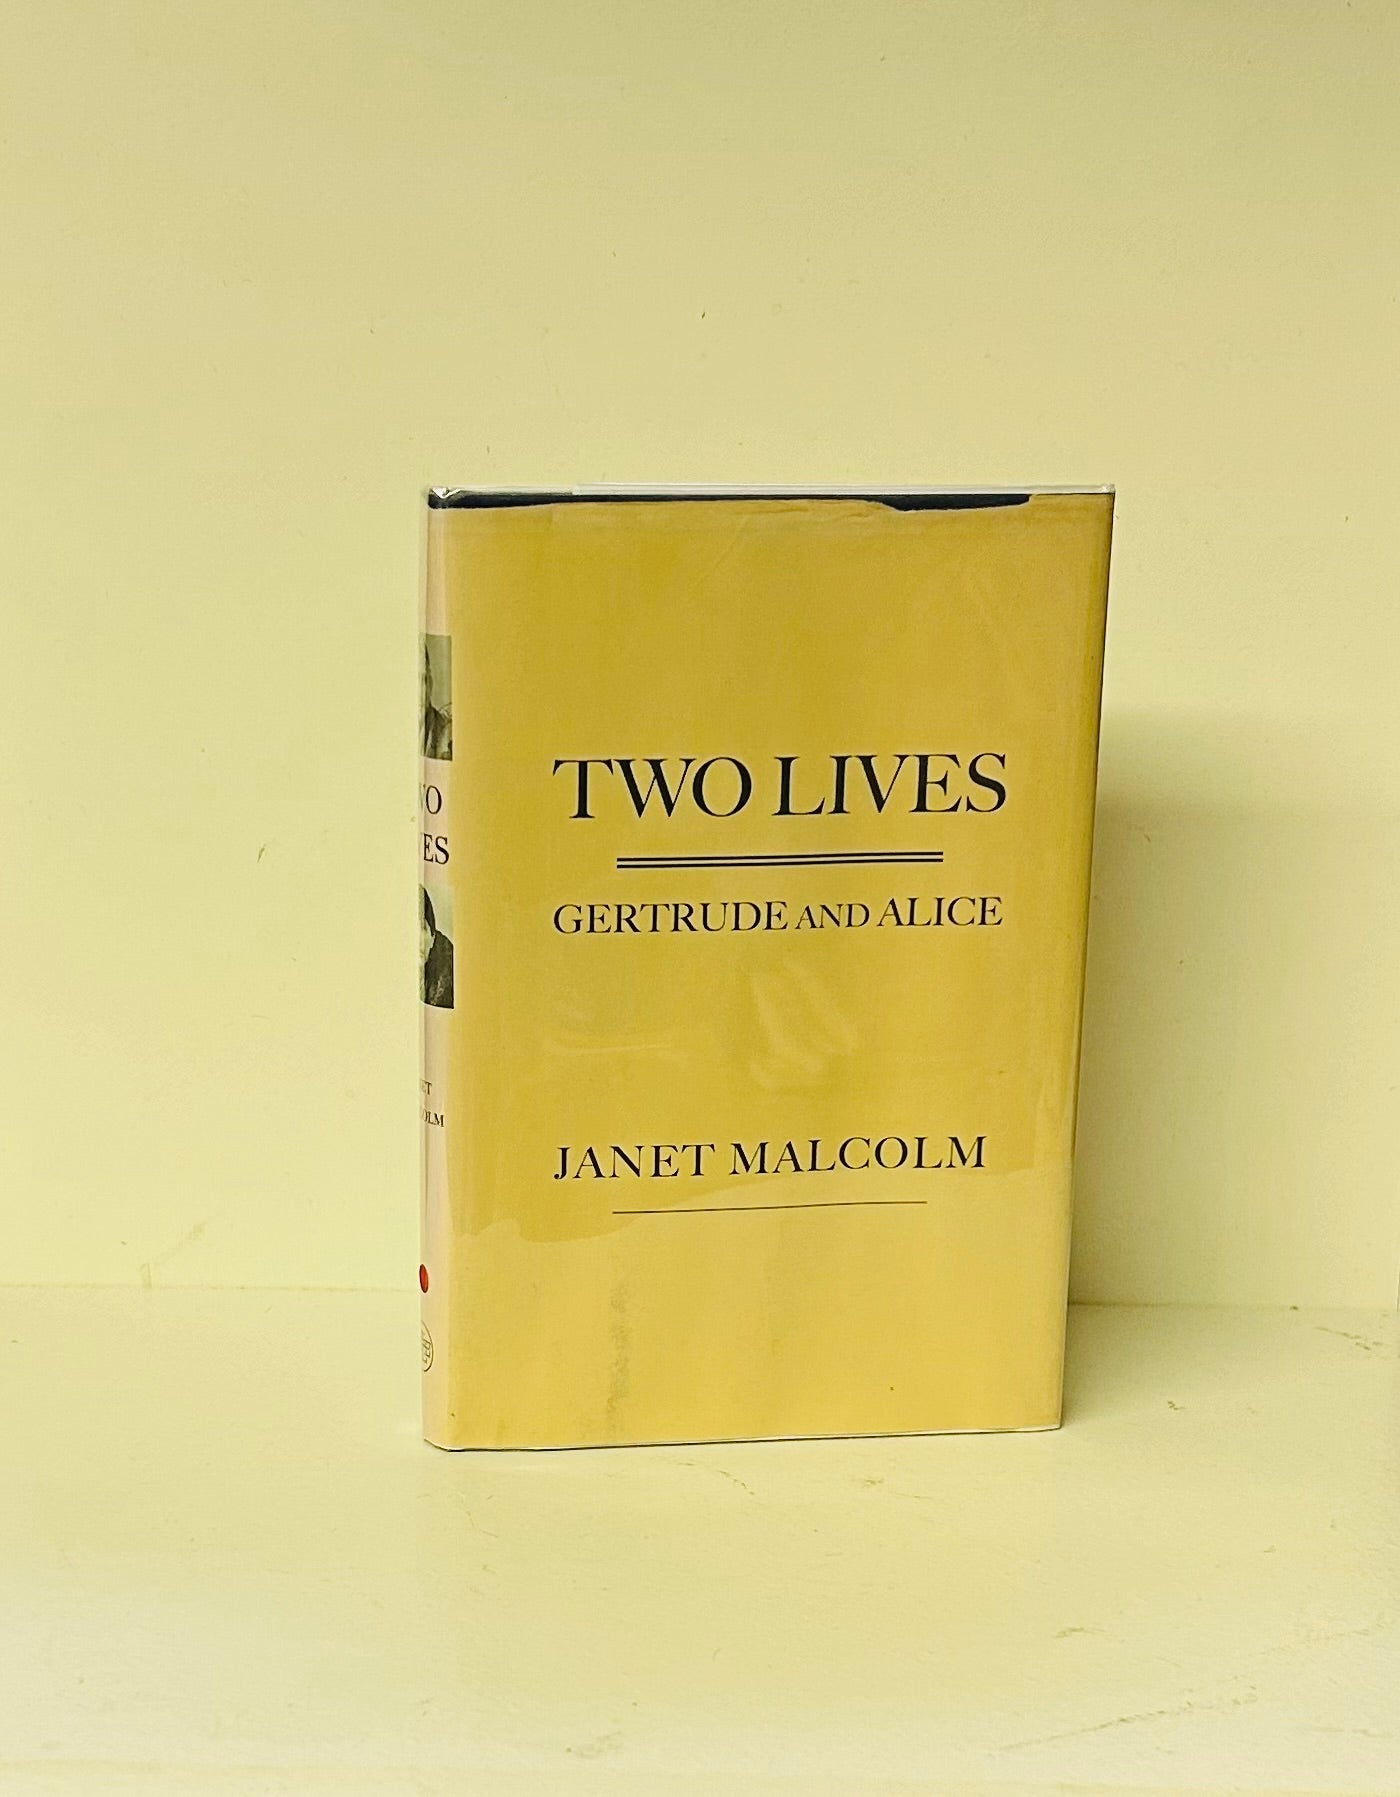 TWO LIVES
GERTRUDE AND ALICE
JANET MALCOLM